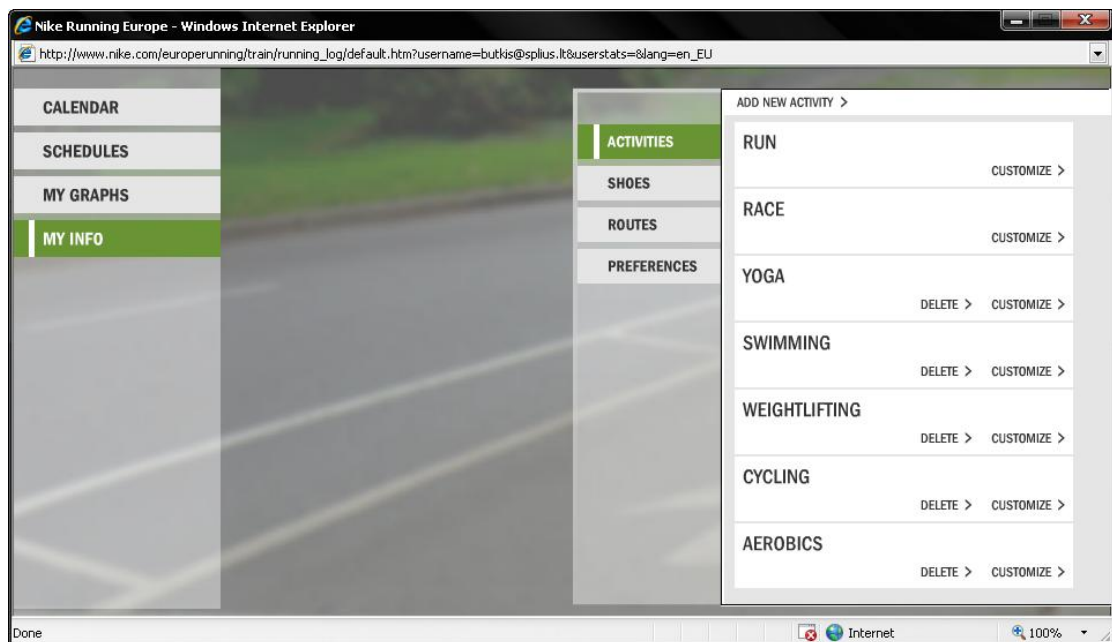 Nike Running Europe - Windows Internet Explorer
http://www.nike.com/europerunning/train/running_log/default.htm?username=butkis@splius.lt&userstats=&lang=en_EU
CALENDAR
SCHEDULES
MY GRAPHS
MY INFO
ACTIVITIES
SHOES
ROUTES
PREFERENCES
ADD NEW ACTIVITY >
RUN
CUSTOMIZE >
RACE
CUSTOMIZE >
YOGA
DELETE > CUSTOMIZE >
SWIMMING
DELETE > CUSTOMIZE >
WEIGHTLIFTING
DELETE > CUSTOMIZE >
CYCLING
DELETE > CUSTOMIZE >
AEROBICS
DELETE > CUSTOMIZE >
Done Internet 100%